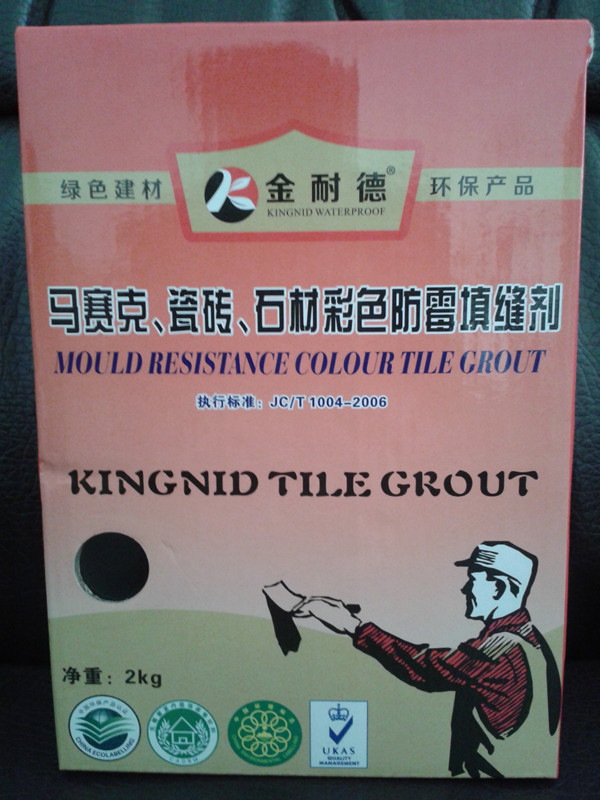 绿色建材
金耐德®
KINGNID WATERPROOF
环保产品
马赛克、瓷砖、石材彩色防霉填缝剂
MOULD RESISTANCE COLOUR TILE GROUT
执行标准：JC/T 1004-2006
KINGNID TILE GROUT
净重：2kg
CHINA ECOLABELLING
UKAS
QUALITY
MANAGEMENT